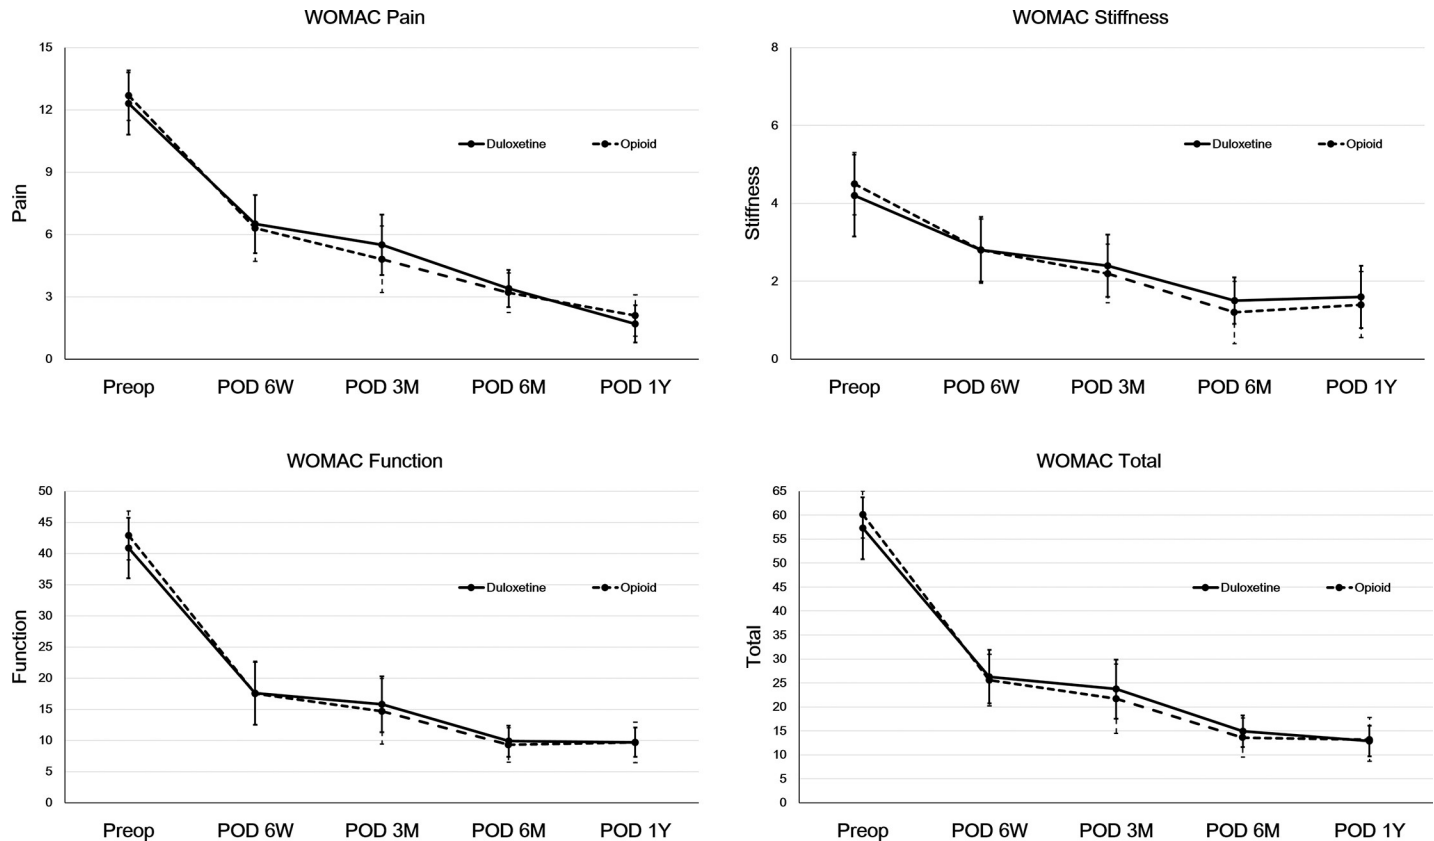 WOMAC Pain
15
12
9
6
3
0
Pain
Duloxetine
Opioid
Preop
POD 6W
POD 3M
POD 6M
POD 1Y
WOMAC Stiffness
8
6
4
2
0
Stiffness
Duloxetine
Opioid
Preop
POD 6W
POD 3M
POD 6M
POD 1Y
WOMAC Function
50
45
40
35
30
25
20
15
10
5
0
Function
Duloxetine
Opioid
Preop
POD 6W
POD 3M
POD 6M
POD 1Y
WOMAC Total
65
60
55
50
45
40
35
30
25
20
15
10
5
0
Total
Duloxetine
Opioid
Preop
POD 6W
POD 3M
POD 6M
POD 1Y